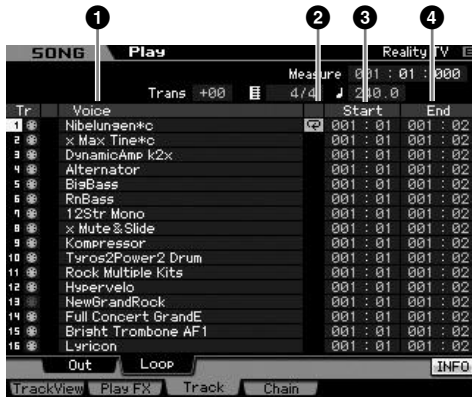 1 2 3 4
SONG Play Reality TV
Measure 001 : 01 : 000
Trans +00 4/4 240.0
Tr Voice Start End
1 Nibelungen*c 001 : 01 001 : 02
2 x Max Tine*c 001 : 01 001 : 02
3 DynamicAmp k2x 001 : 01 001 : 02
4 Alternator 001 : 01 001 : 02
5 BigBass 001 : 01 001 : 02
6 RnBass 001 : 01 001 : 02
7 12Str Mono 001 : 01 001 : 02
8 x Mute&Slide 001 : 01 001 : 02
9 Kompressor 001 : 01 001 : 02
10 Tyros2Power2 Drum 001 : 01 001 : 02
11 Rock Multiple Kits 001 : 01 001 : 02
12 Hypervelo 001 : 01 001 : 02
13 NewGrandRock 001 : 01 001 : 02
14 Full Concert GrandE 001 : 01 001 : 02
15 Bright Trombone AF1 001 : 01 001 : 02
16 Lyricon 001 : 01 001 : 02
Out Loop INFO
TrackView Play FX Track Chain